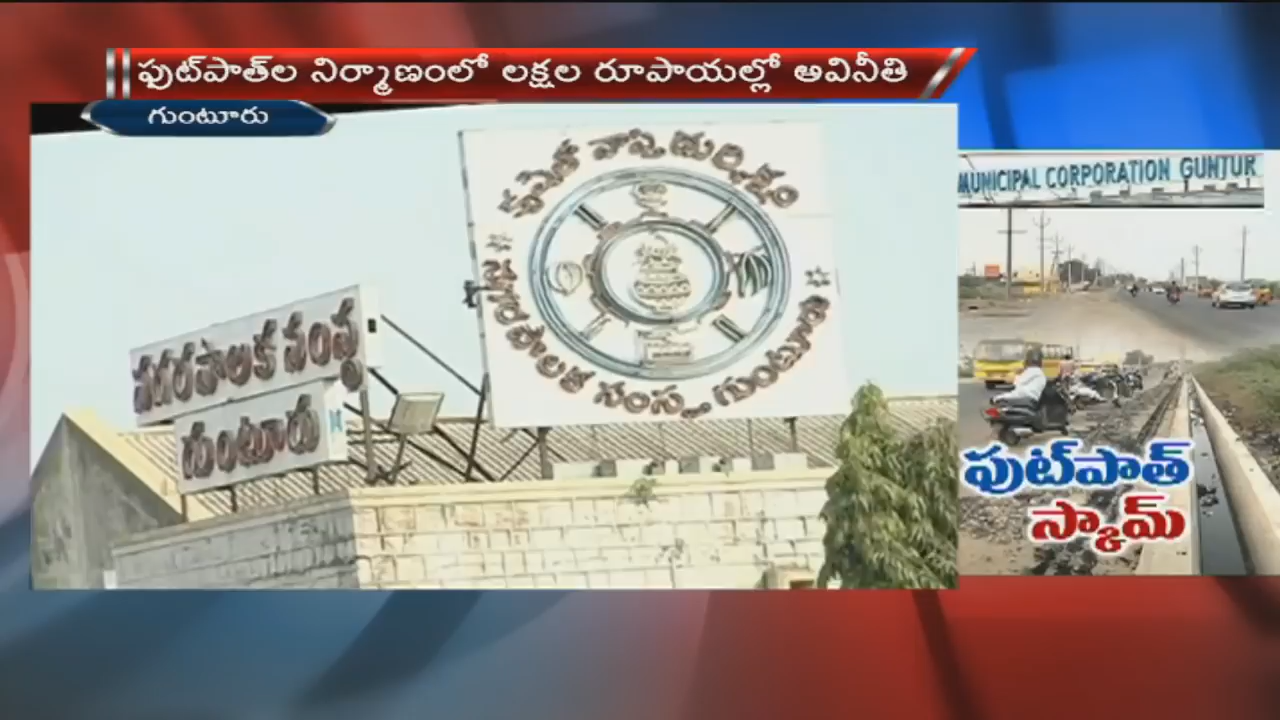 ఫుట్‌పాత్‌ల నిర్మాణంలో లక్షల రూపాయల్లో అవినీతి
గుంటూరు
MUNICIPAL CORPORATION GUNTUR
నగరపాలక సంస్థ
గుంటూరు
నగరపాలక సంస్థ, గుంటూరు
ఫుట్‌పాత్
స్కామ్